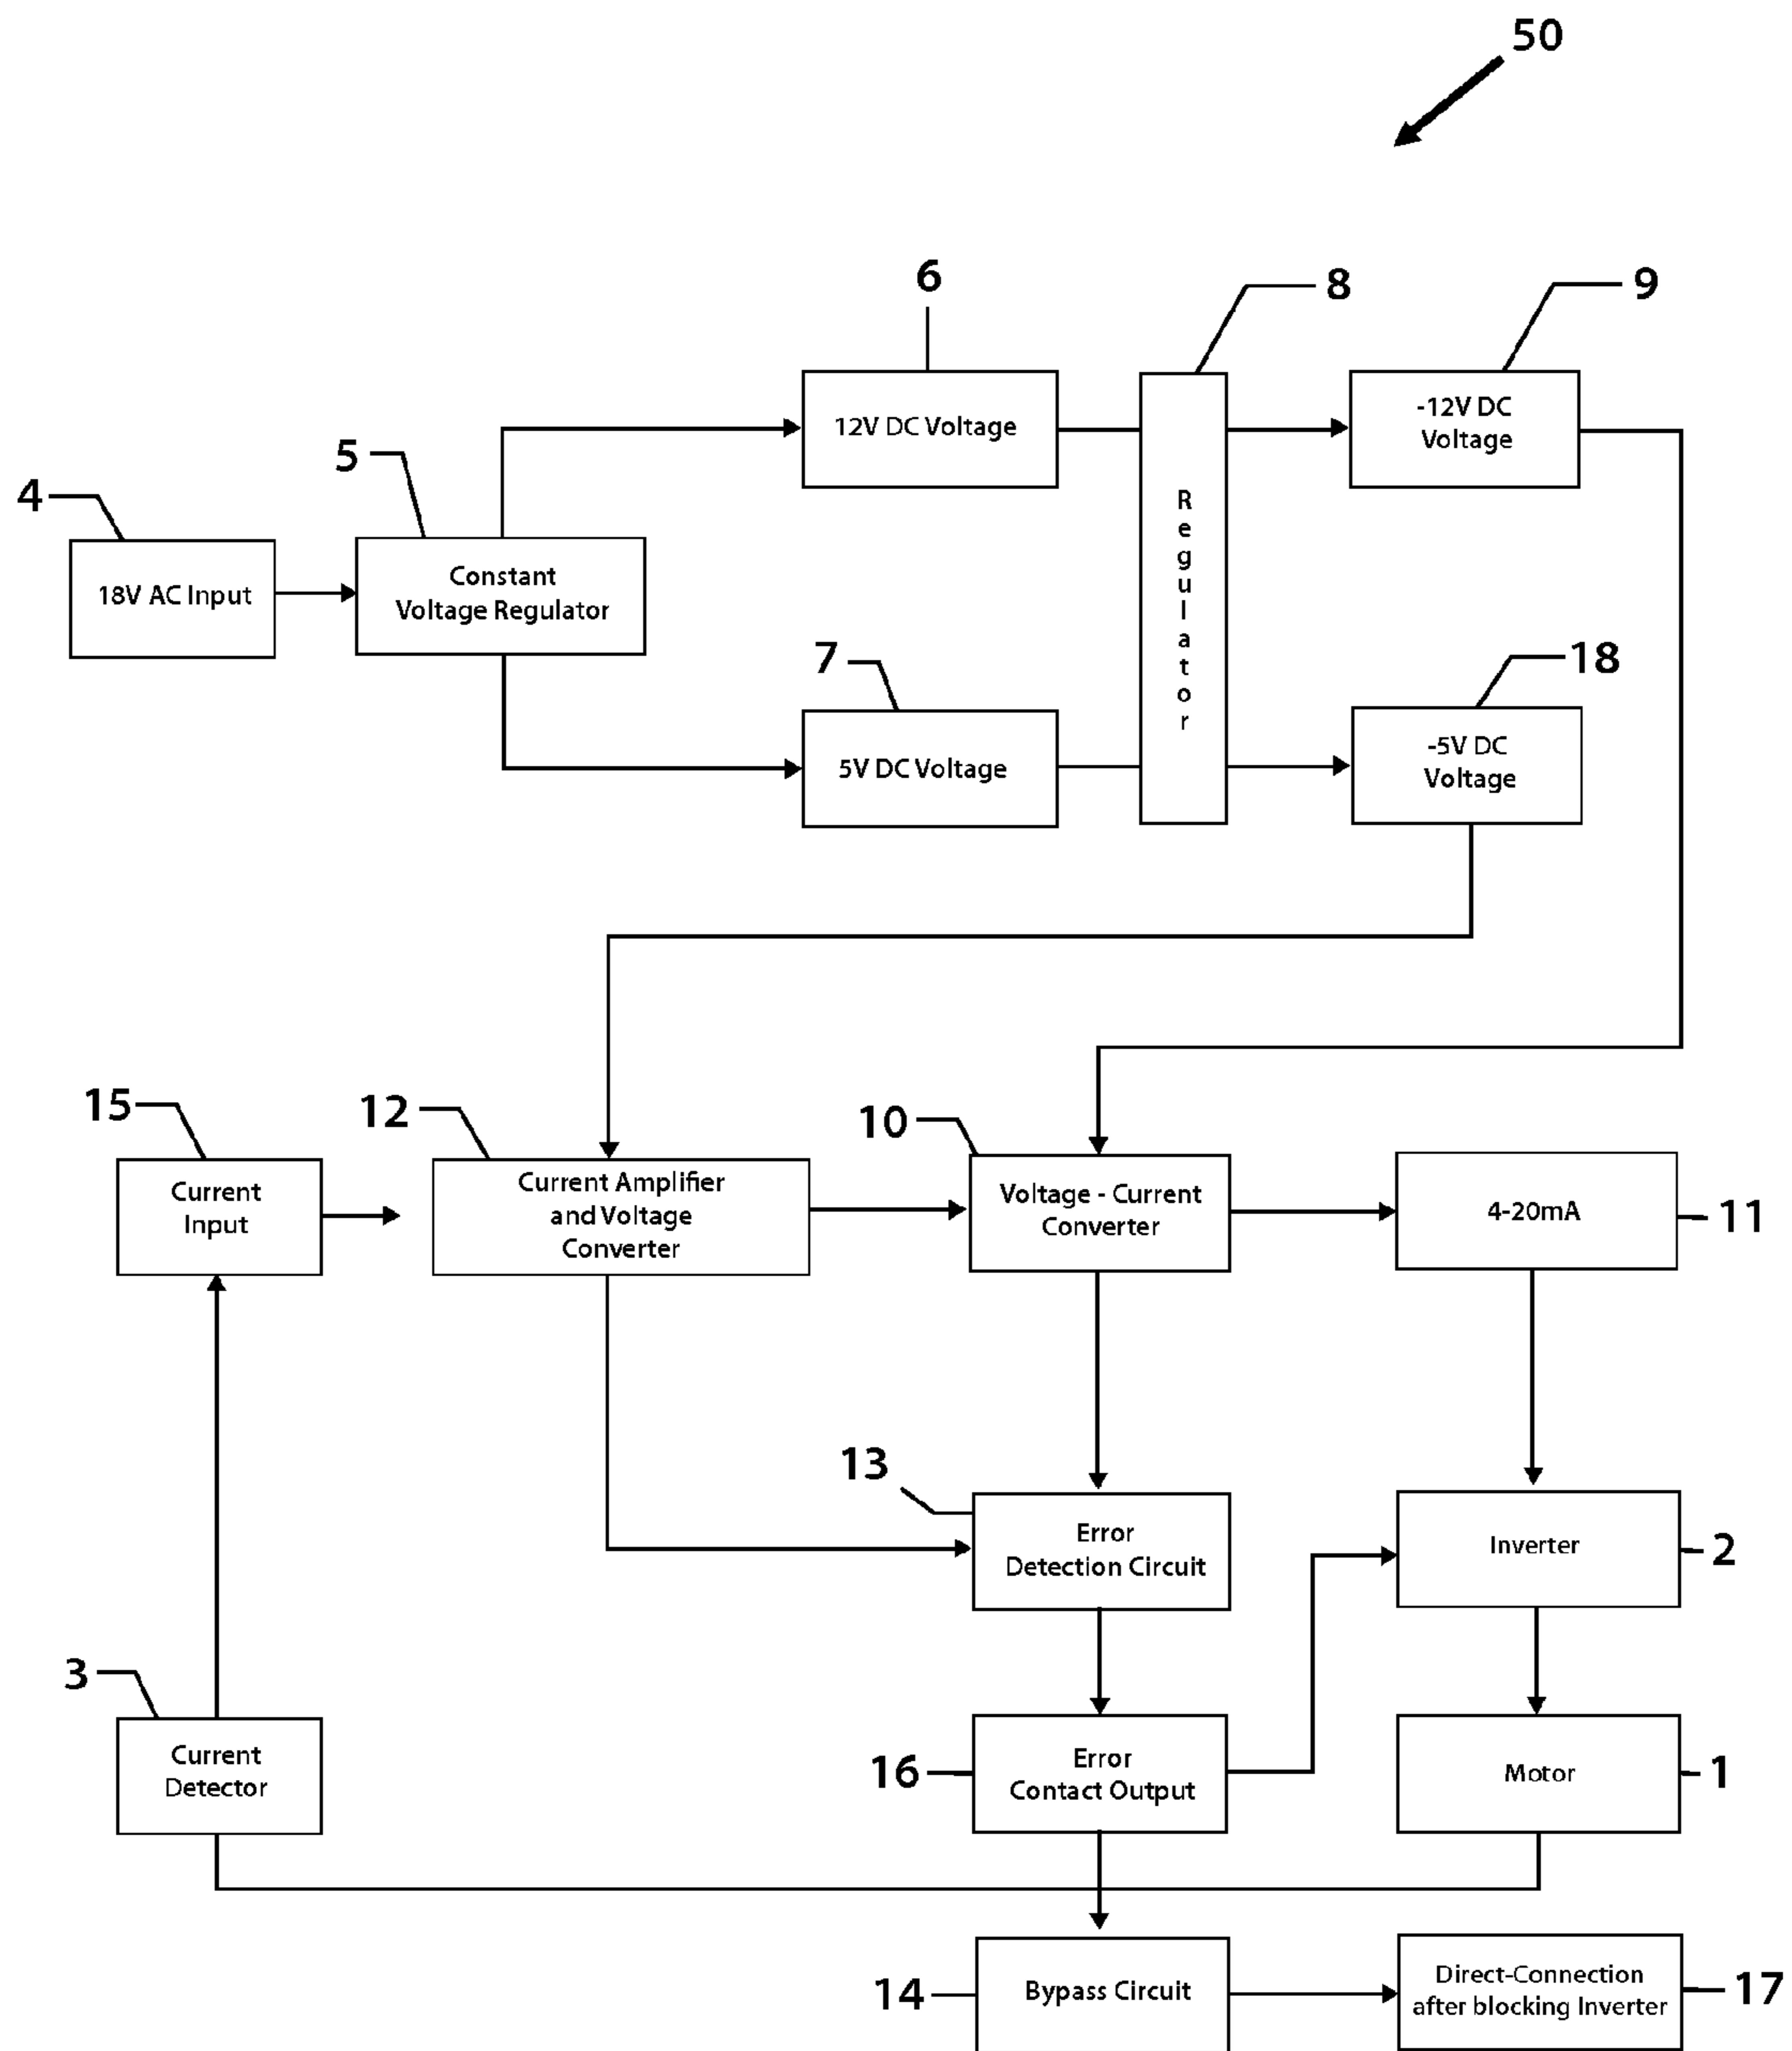 50
6
8
9
12V DC Voltage
-12V DC
Voltage
5
4
Regulator
18V AC Input
Constant
Voltage Regulator
7
18
5V DC Voltage
-5V DC
Voltage
15
12
10
Current
Input
Current Amplifier
and Voltage
Converter
Voltage - Current
Converter
4-20mA
11
13
Error
Detection Circuit
Inverter
2
3
Current
Detector
16
Error
Contact Output
Motor
1
14
Bypass Circuit
Direct-Connection
after blocking Inverter
17